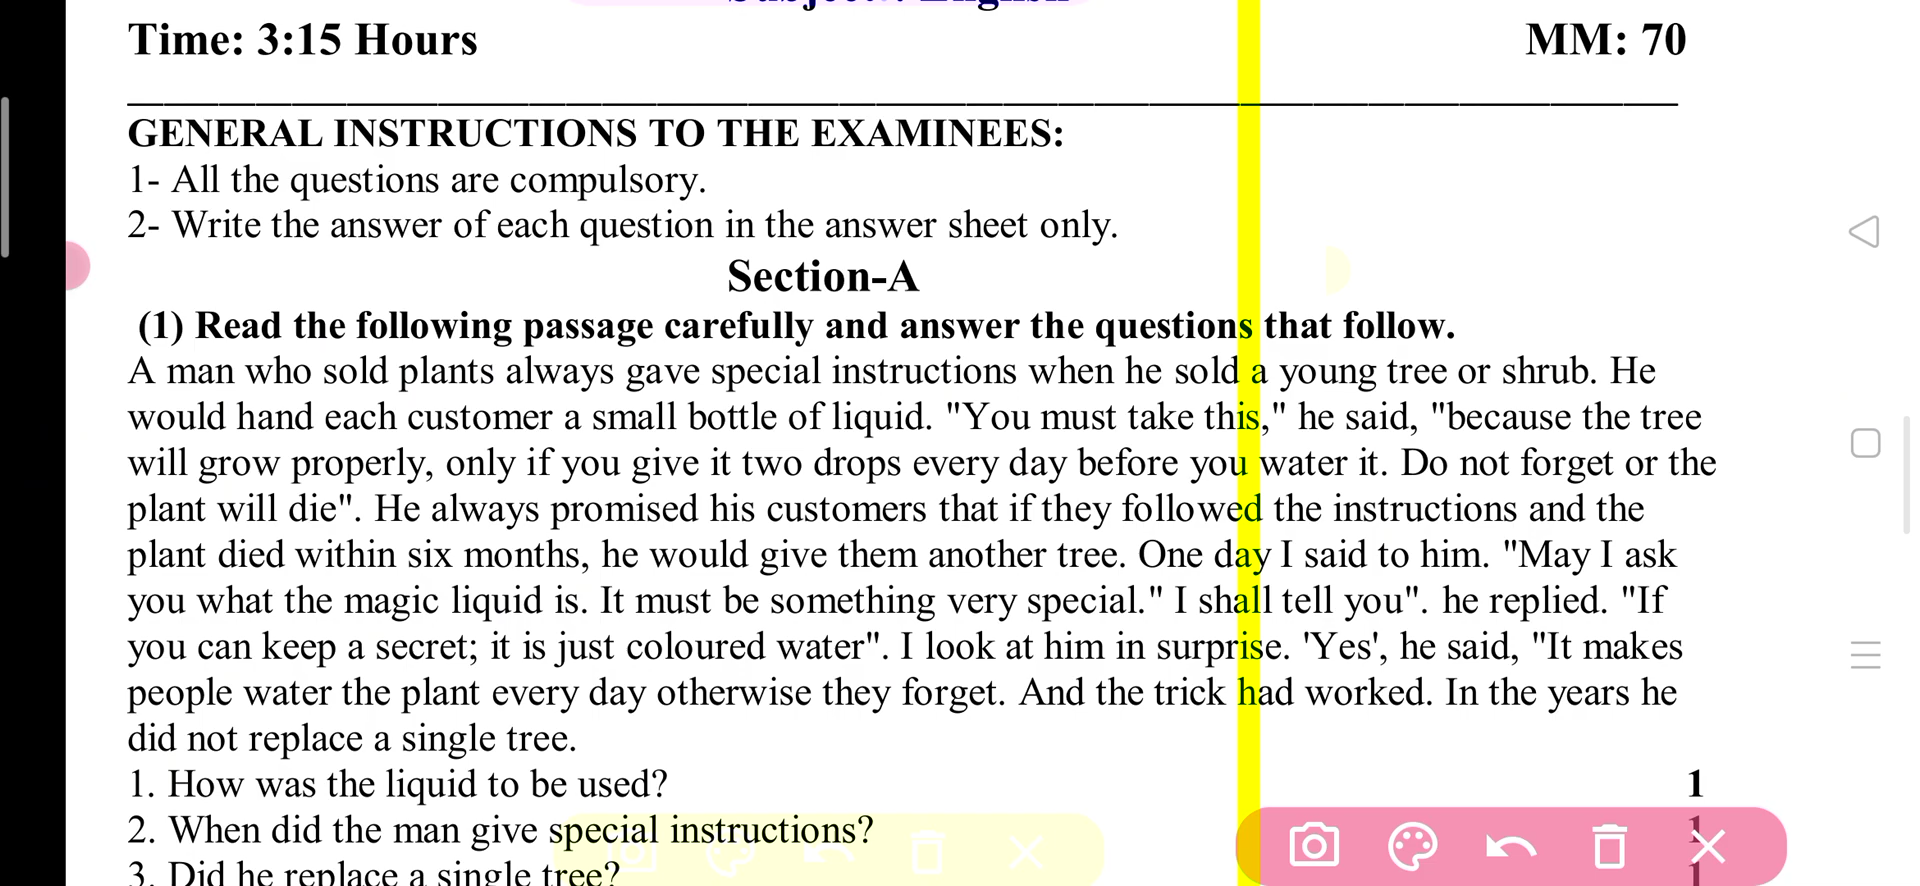 Subject: English
Time: 3:15 Hours MM: 70
GENERAL INSTRUCTIONS TO THE EXAMINEES:
1- All the questions are compulsory.
2- Write the answer of each question in the answer sheet only.
Section-A
(1) Read the following passage carefully and answer the questions that follow.
A man who sold plants always gave special instructions when he sold a young tree or shrub. He
would hand each customer a small bottle of liquid. "You must take this," he said, "because the tree
will grow properly, only if you give it two drops every day before you water it. Do not forget or the
plant will die". He always promised his customers that if they followed the instructions and the
plant died within six months, he would give them another tree. One day I said to him. "May I ask
you what the magic liquid is. It must be something very special." I shall tell you". he replied. "If
you can keep a secret; it is just coloured water". I look at him in surprise. 'Yes', he said, "It makes
people water the plant every day otherwise they forget. And the trick had worked. In the years he
did not replace a single tree.
1. How was the liquid to be used? 1
2. When did the man give special instructions? 1
3. Did he replace a single tree? 1